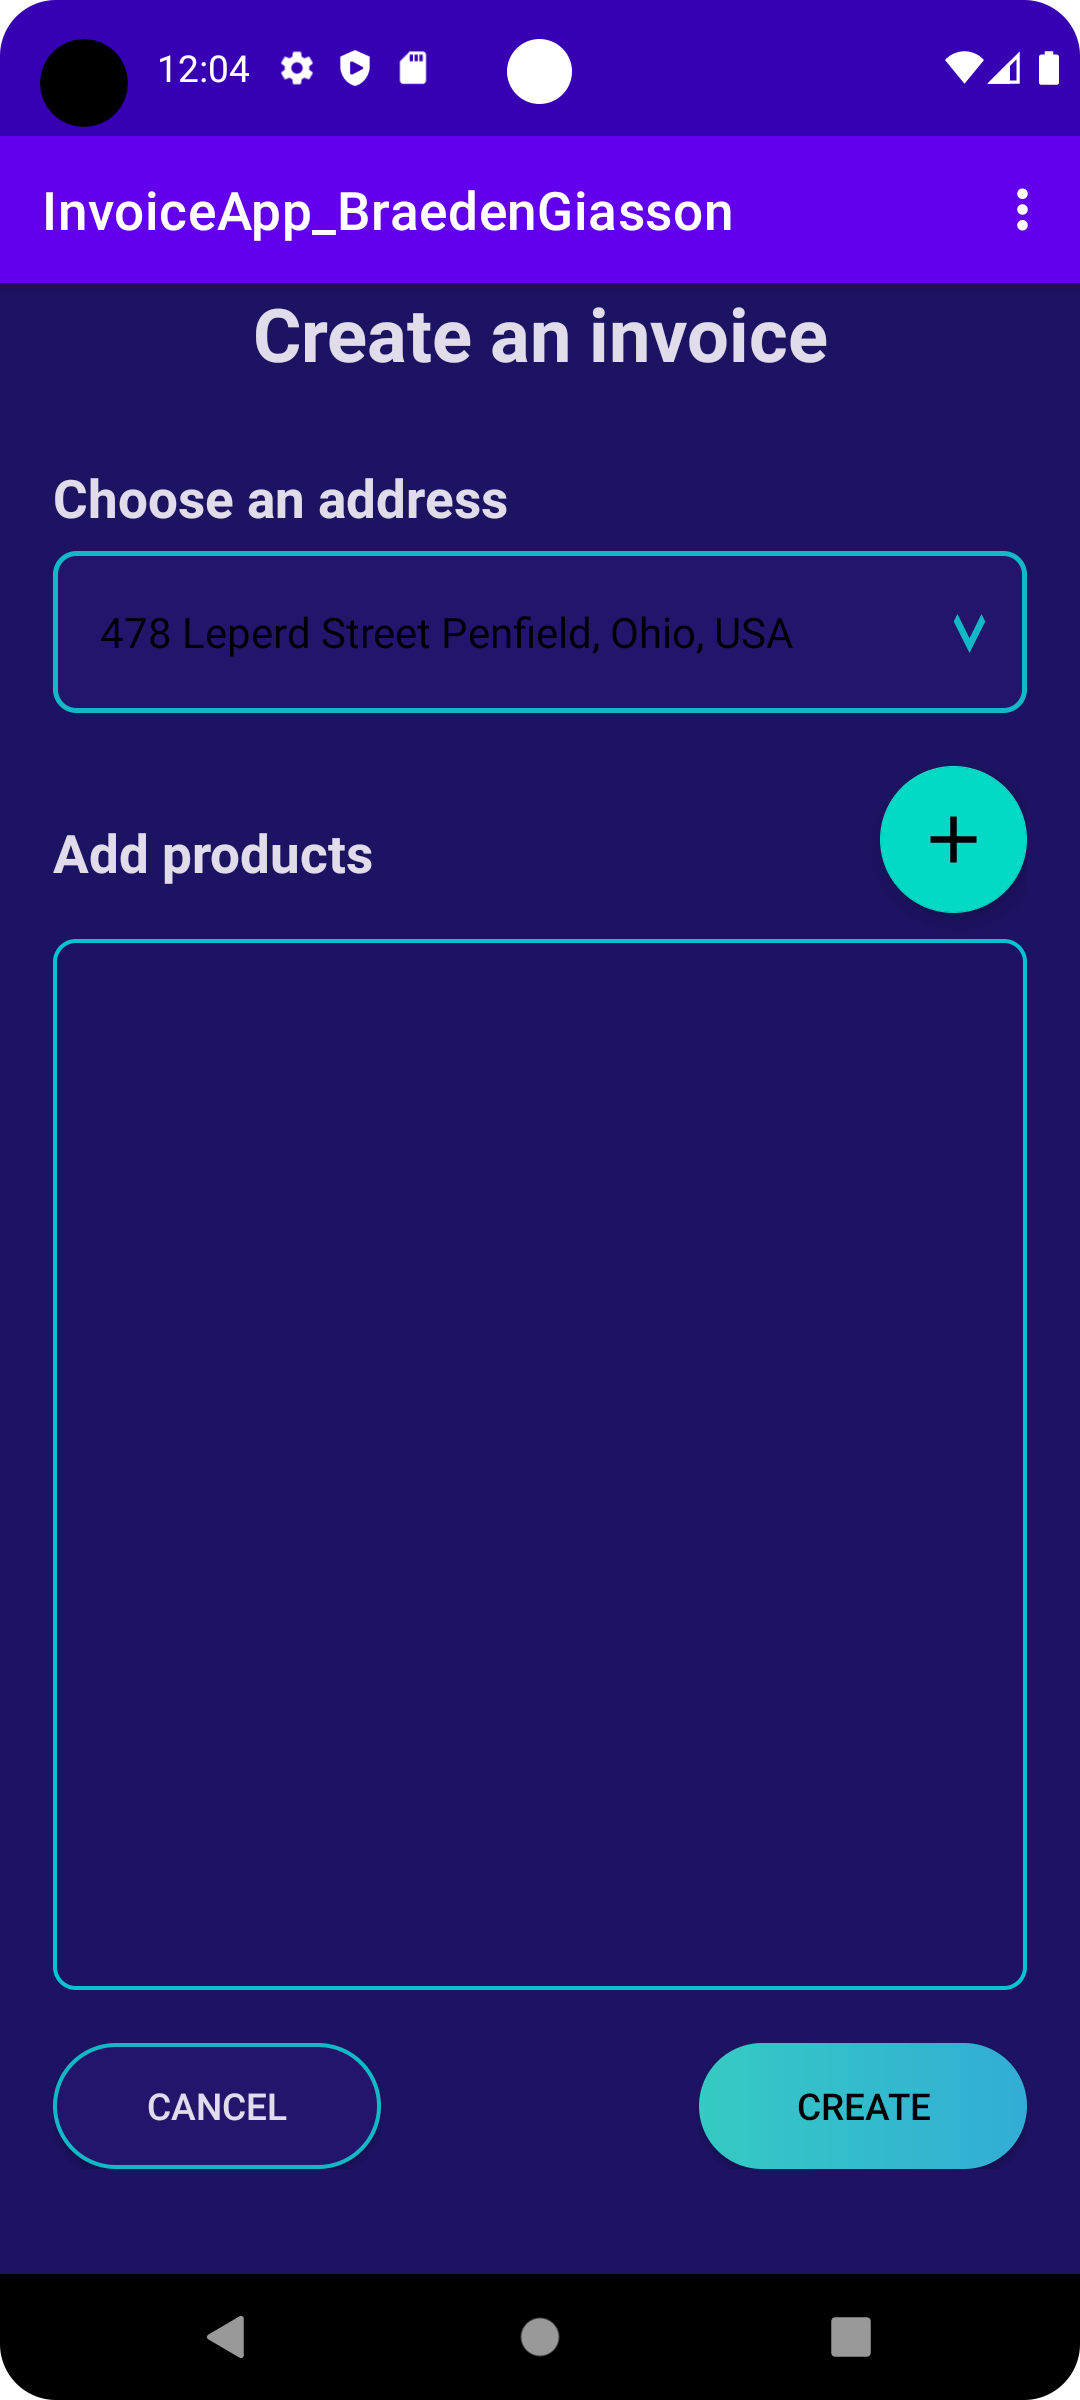 12:04
InvoiceApp_BraedenGiasson
Create an invoice
Choose an address
478 Leperd Street Penfield, Ohio, USA
Add products
CANCEL
CREATE